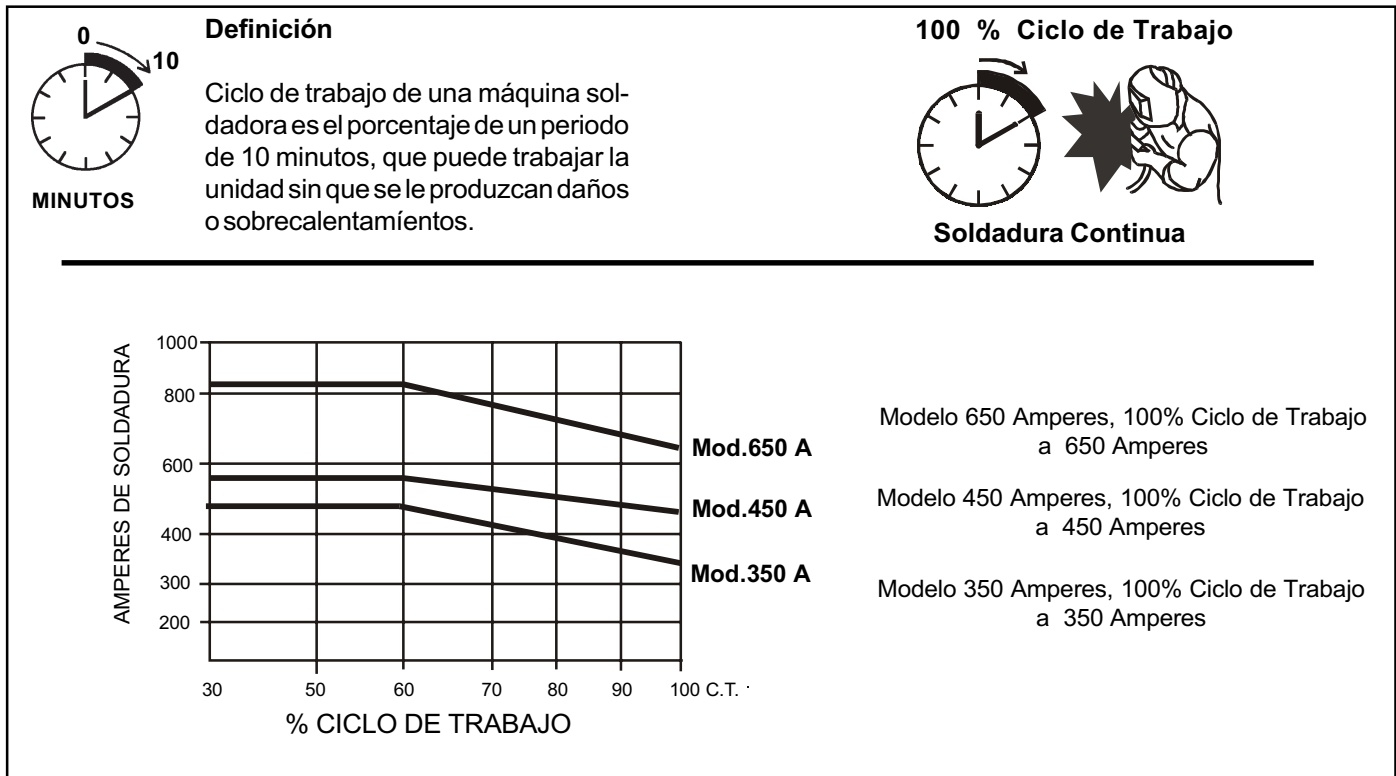 0
10
MINUTOS
Definición
Ciclo de trabajo de una máquina sol-
dadora es el porcentaje de un periodo
de 10 minutos, que puede trabajar la
unidad sin que se le produzcan daños
o sobrecalentamíentos.
100 % Ciclo de Trabajo
Soldadura Continua
AMPERES DE SOLDADURA
1000
800
600
400
300
200
30 50 60 70 80 90 100 C.T.
% CICLO DE TRABAJO
Mod.650 A
Mod.450 A
Mod.350 A
Modelo 650 Amperes, 100% Ciclo de Trabajo
a 650 Amperes
Modelo 450 Amperes, 100% Ciclo de Trabajo
a 450 Amperes
Modelo 350 Amperes, 100% Ciclo de Trabajo
a 350 Amperes